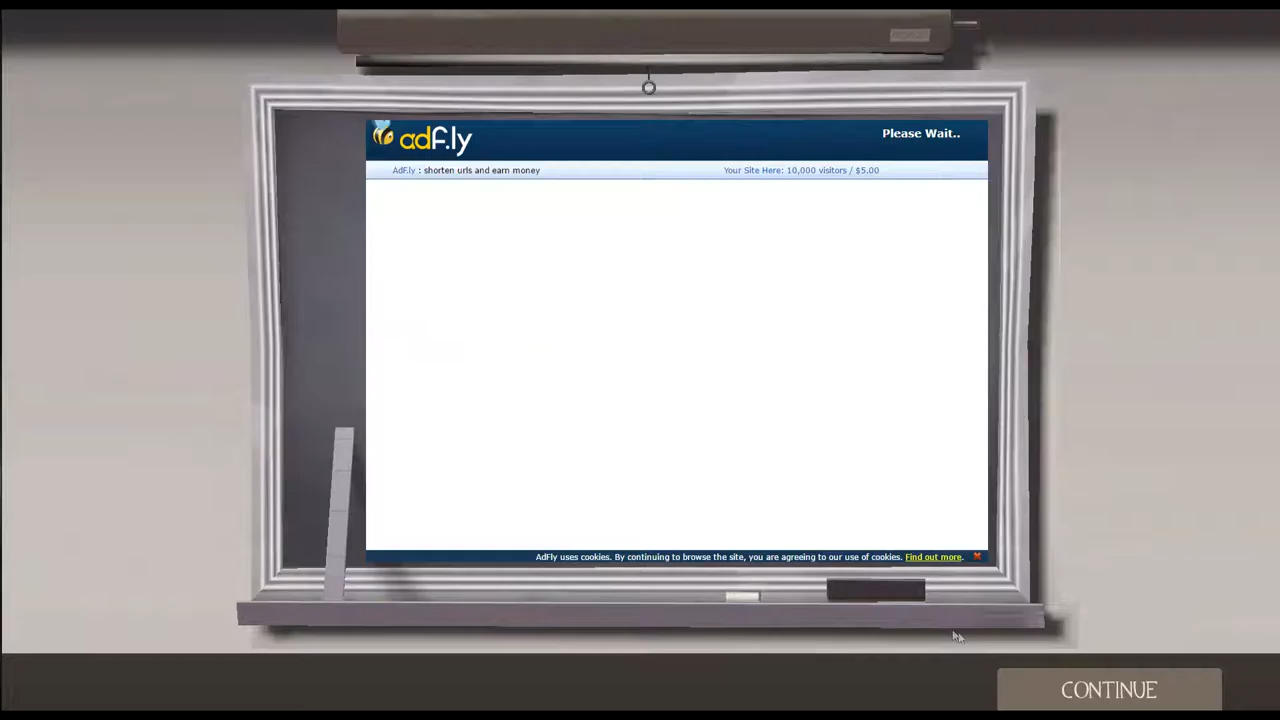 adf.ly
Please Wait..
AdF.ly : shorten urls and earn money
Your Site Here: 10,000 visitors / $5.00
AdFly uses cookies. By continuing to browse the site, you are agreeing to our use of cookies. Find out more.
CONTINUE